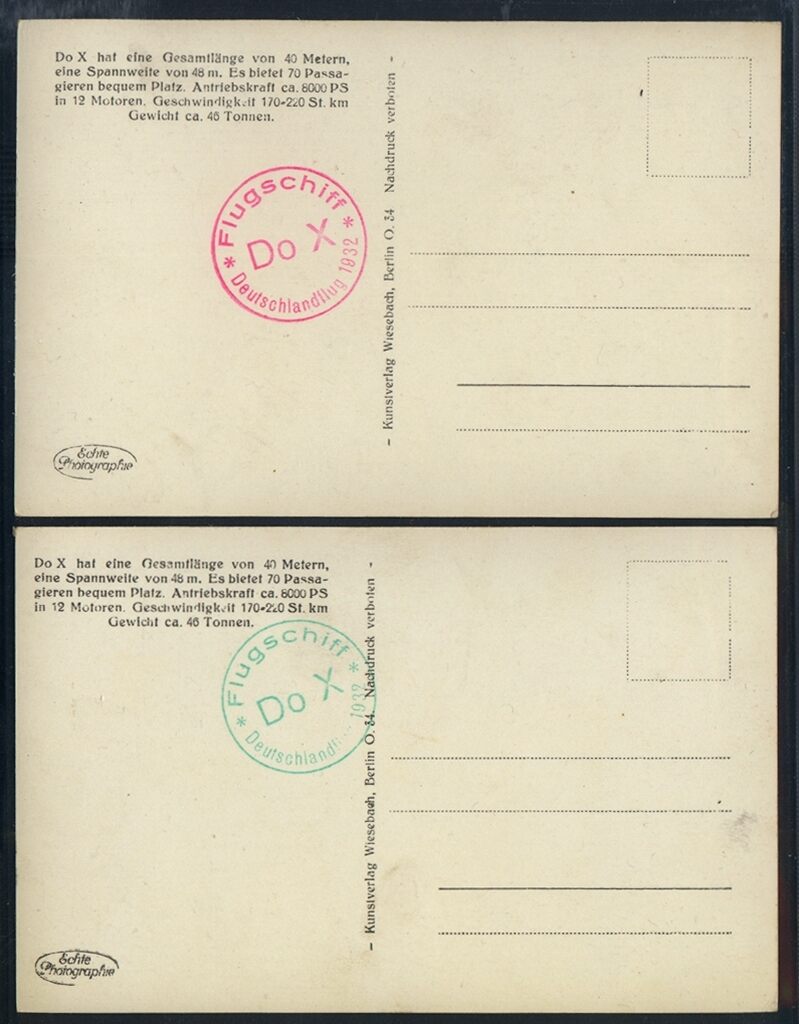 Do X hat eine Gesamtlänge von 40 Metern,
eine Spannweite von 48 m. Es bietet 70 Passa-
gieren bequem Platz. Antriebskraft ca. 8000 PS
in 12 Motoren. Geschwindigkeit 170-220 St. km
Gewicht ca. 46 Tonnen.
* Flugschiff *
Do X
Deutschlandflug 1932
- Kunstverlag Wiesebach, Berlin O. 34 Nachdruck verboten -
Echte
Photographie
Do X hat eine Gesamtlänge von 40 Metern,
eine Spannweite von 48 m. Es bietet 70 Passa-
gieren bequem Platz. Antriebskraft ca. 8000 PS
in 12 Motoren. Geschwindigkeit 170-220 St. km
Gewicht ca. 46 Tonnen.
* Flugschiff *
Do X
Deutschlandfl 1932
- Kunstverlag Wiesebach, Berlin O. 34. Nachdruck verboten -
Echte
Photographie